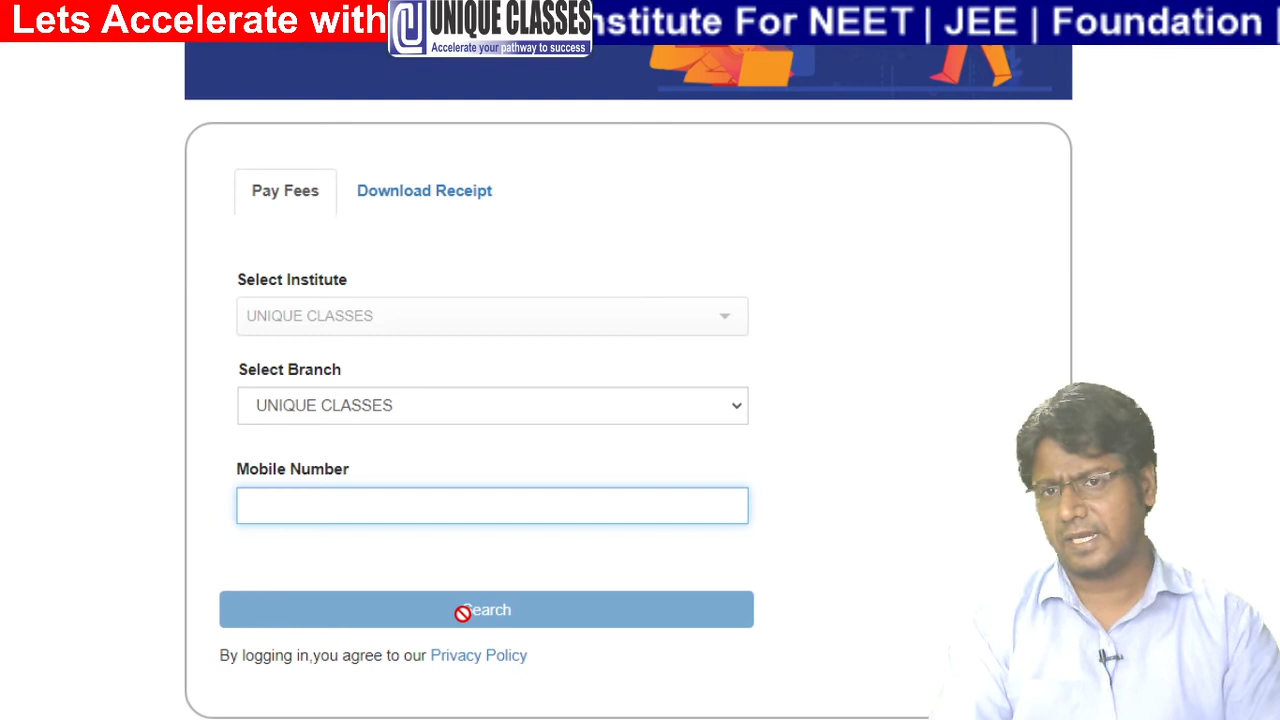 Lets Accelerate with
UNIQUE CLASSES
Accelerate your pathway to success
nstitute For NEET | JEE | Foundation |
Pay Fees
Download Receipt
Select Institute
UNIQUE CLASSES
Select Branch
UNIQUE CLASSES
Mobile Number
Search
By logging in,you agree to our Privacy Policy